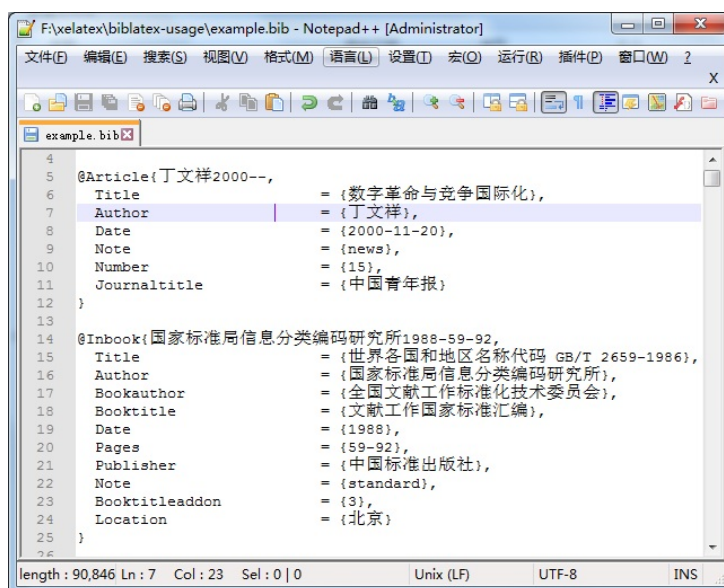 F:\xelatex\biblatex-usage\example.bib - Notepad++ [Administrator]
文件(F) 编辑(E) 搜索(S) 视图(V) 格式(M) 语言(L) 设置(T) 宏(O) 运行(R) 插件(P) 窗口(W) ?
X
example.bib
4
5 @Article{丁文祥2000--,
6 Title = {数字革命与竞争国际化},
7 Author = {丁文祥},
8 Date = {2000-11-20},
9 Note = {news},
10 Number = {15},
11 Journaltitle = {中国青年报}
12 }
13
14 @Inbook{国家标准局信息分类编码研究所1988-59-92,
15 Title = {世界各国和地区名称代码 GB/T 2659-1986},
16 Author = {国家标准局信息分类编码研究所},
17 Bookauthor = {全国文献工作标准化技术委员会},
18 Booktitle = {文献工作国家标准汇编},
19 Date = {1988},
20 Pages = {59-92},
21 Publisher = {中国标准出版社},
22 Note = {standard},
23 Booktitleaddon = {3},
24 Location = {北京}
25 }
26
length : 90,846 Ln : 7 Col : 23 Sel : 0 | 0 Unix (LF) UTF-8 INS